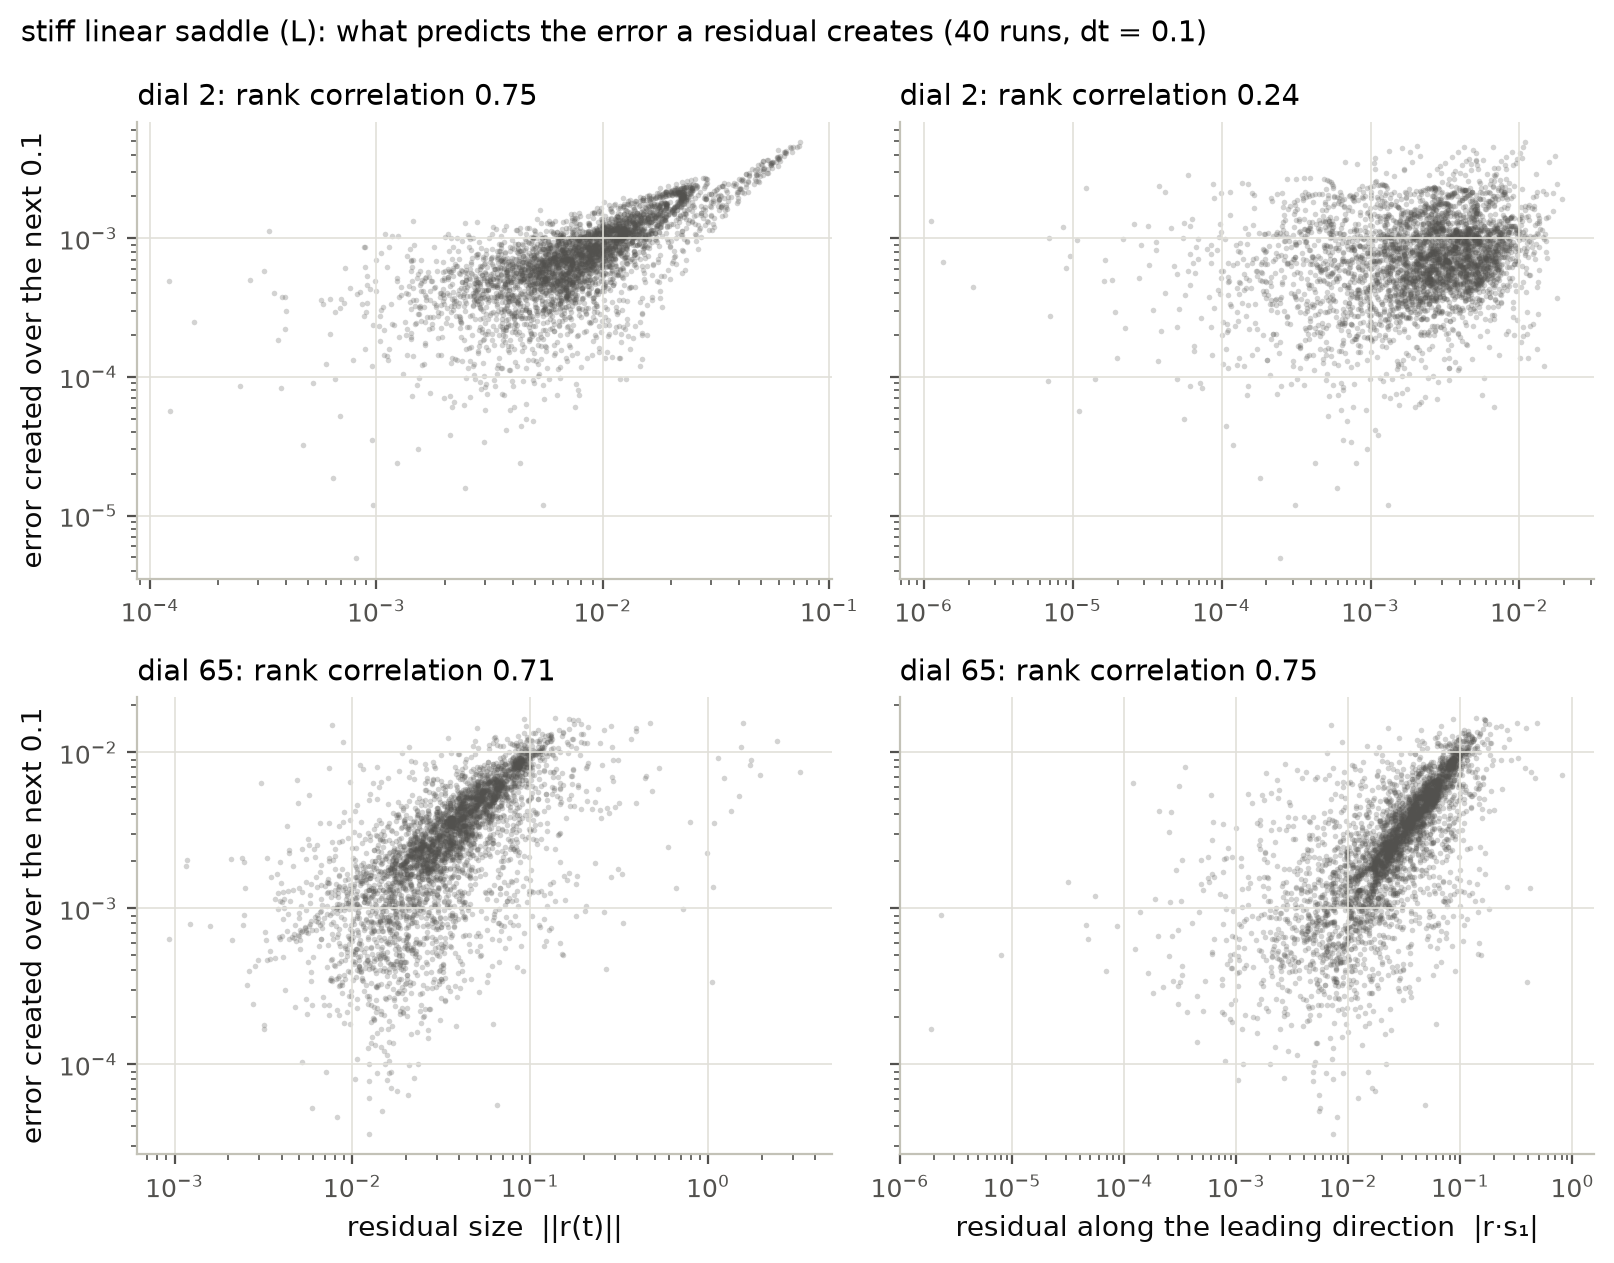 stiff linear saddle (L): what predicts the error a residual creates (40 runs, dt = 0.1)
dial 2: rank correlation 0.75
dial 2: rank correlation 0.24
error created over the next 0.1
10⁻³
10⁻⁴
10⁻⁵
10⁻⁴ 10⁻³ 10⁻² 10⁻¹
10⁻⁶ 10⁻⁵ 10⁻⁴ 10⁻³ 10⁻²
dial 65: rank correlation 0.71
dial 65: rank correlation 0.75
error created over the next 0.1
10⁻²
10⁻³
10⁻⁴
10⁻³ 10⁻² 10⁻¹ 10⁰
10⁻⁶ 10⁻⁵ 10⁻⁴ 10⁻³ 10⁻² 10⁻¹ 10⁰
residual size ||r(t)||
residual along the leading direction |r·s₁|